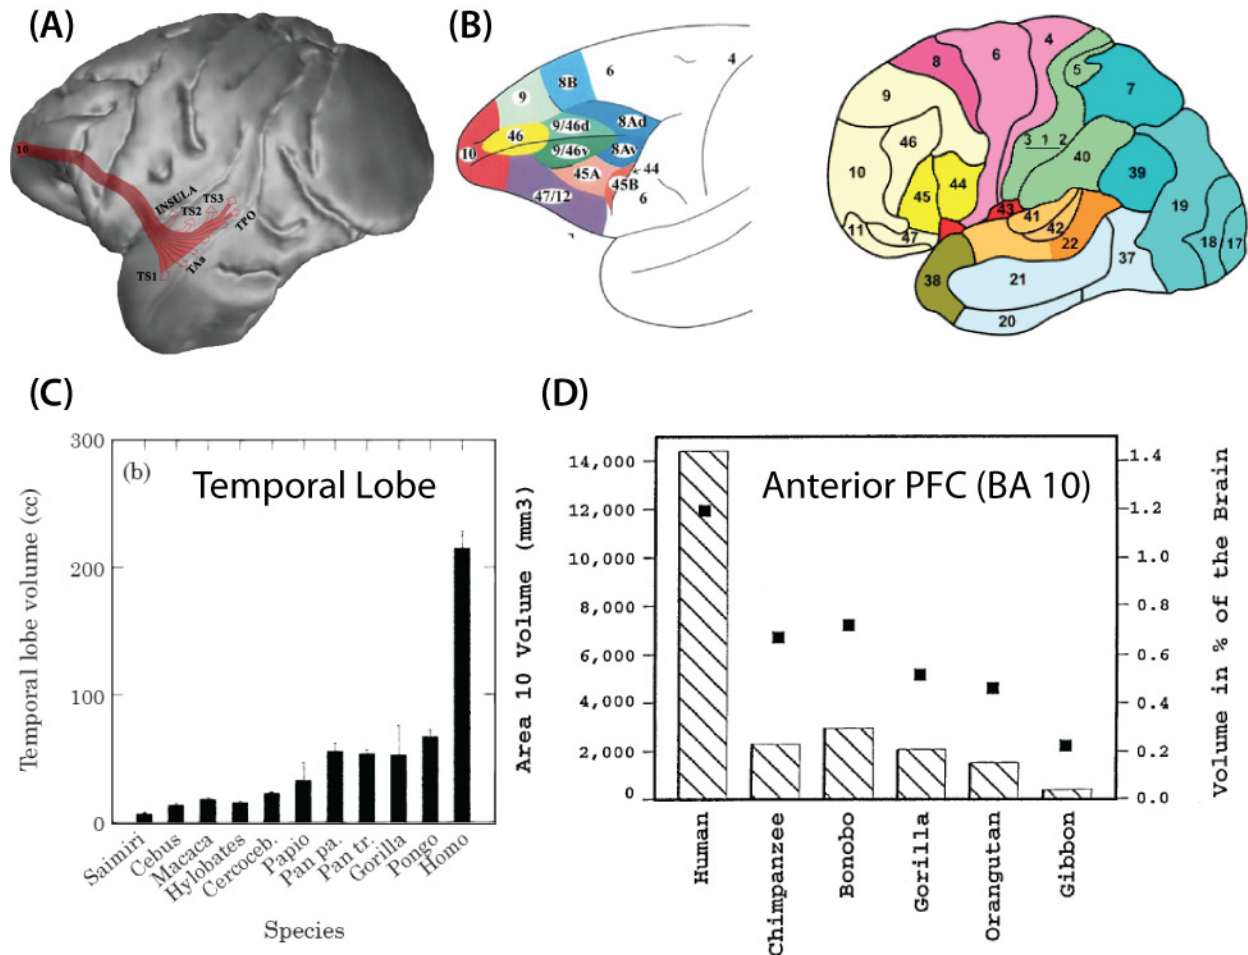 (A)
10
INSULA
TS3
TS2
TPO
TAa
TS1
(B)
4
6
8B
9
46
9/46d
8Ad
9/46v
8Av
10
45A
44
45B
47/12
6
6
4
8
5
7
9
3 1 2
46
40
10
39
45
44
43
41
19
11
42
47
22
18
17
38
37
21
20
(C)
300
(b)
Temporal Lobe
200
100
0
Temporal lobe volume (cc)
Saimiri
Cebus
Macaca
Hylobates
Cercoceb.
Papio
Pan pa.
Pan tr.
Gorilla
Pongo
Homo
Species
(D)
Anterior PFC (BA 10)
Area 10 Volume (mm3)
14,000
12,000
10,000
8,000
6,000
4,000
2,000
0
1.4
1.2
1.0
0.8
0.6
0.4
0.2
0.0
Volume in % of the Brain
Human
Chimpanzee
Bonobo
Gorilla
Orangutan
Gibbon